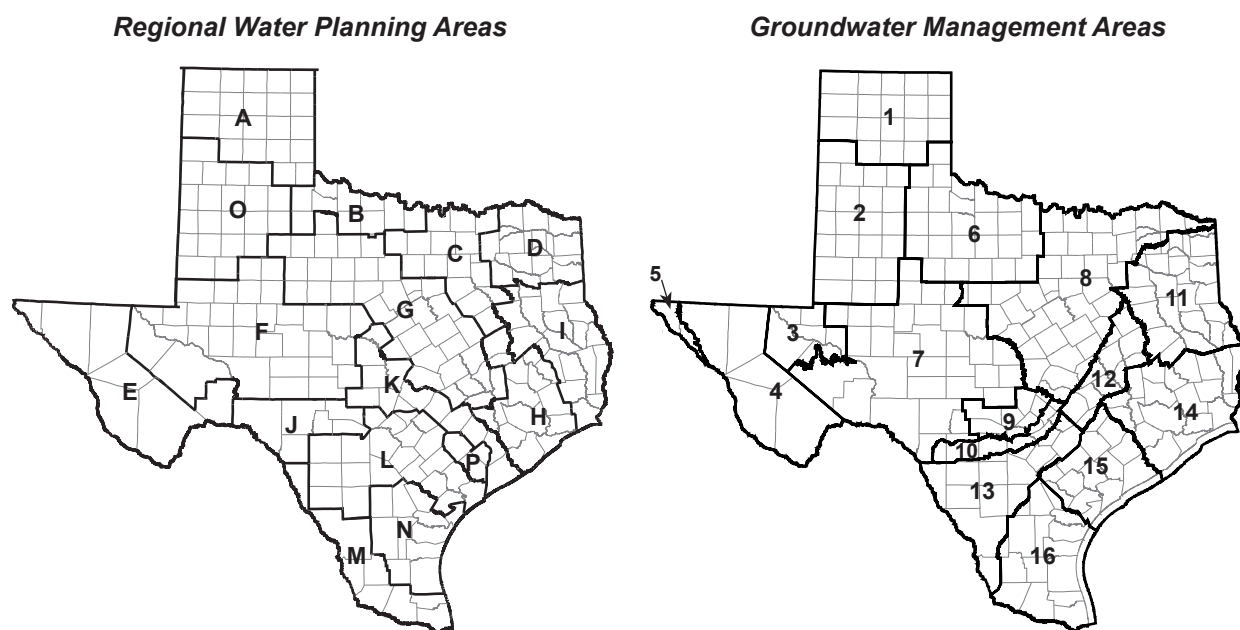 Regional Water Planning Areas
A
O
B
C
D
G
F
I
E
K
H
J
L
P
N
M
Groundwater Management Areas
1
2
6
5
8
11
3
7
4
12
9
14
10
15
13
16